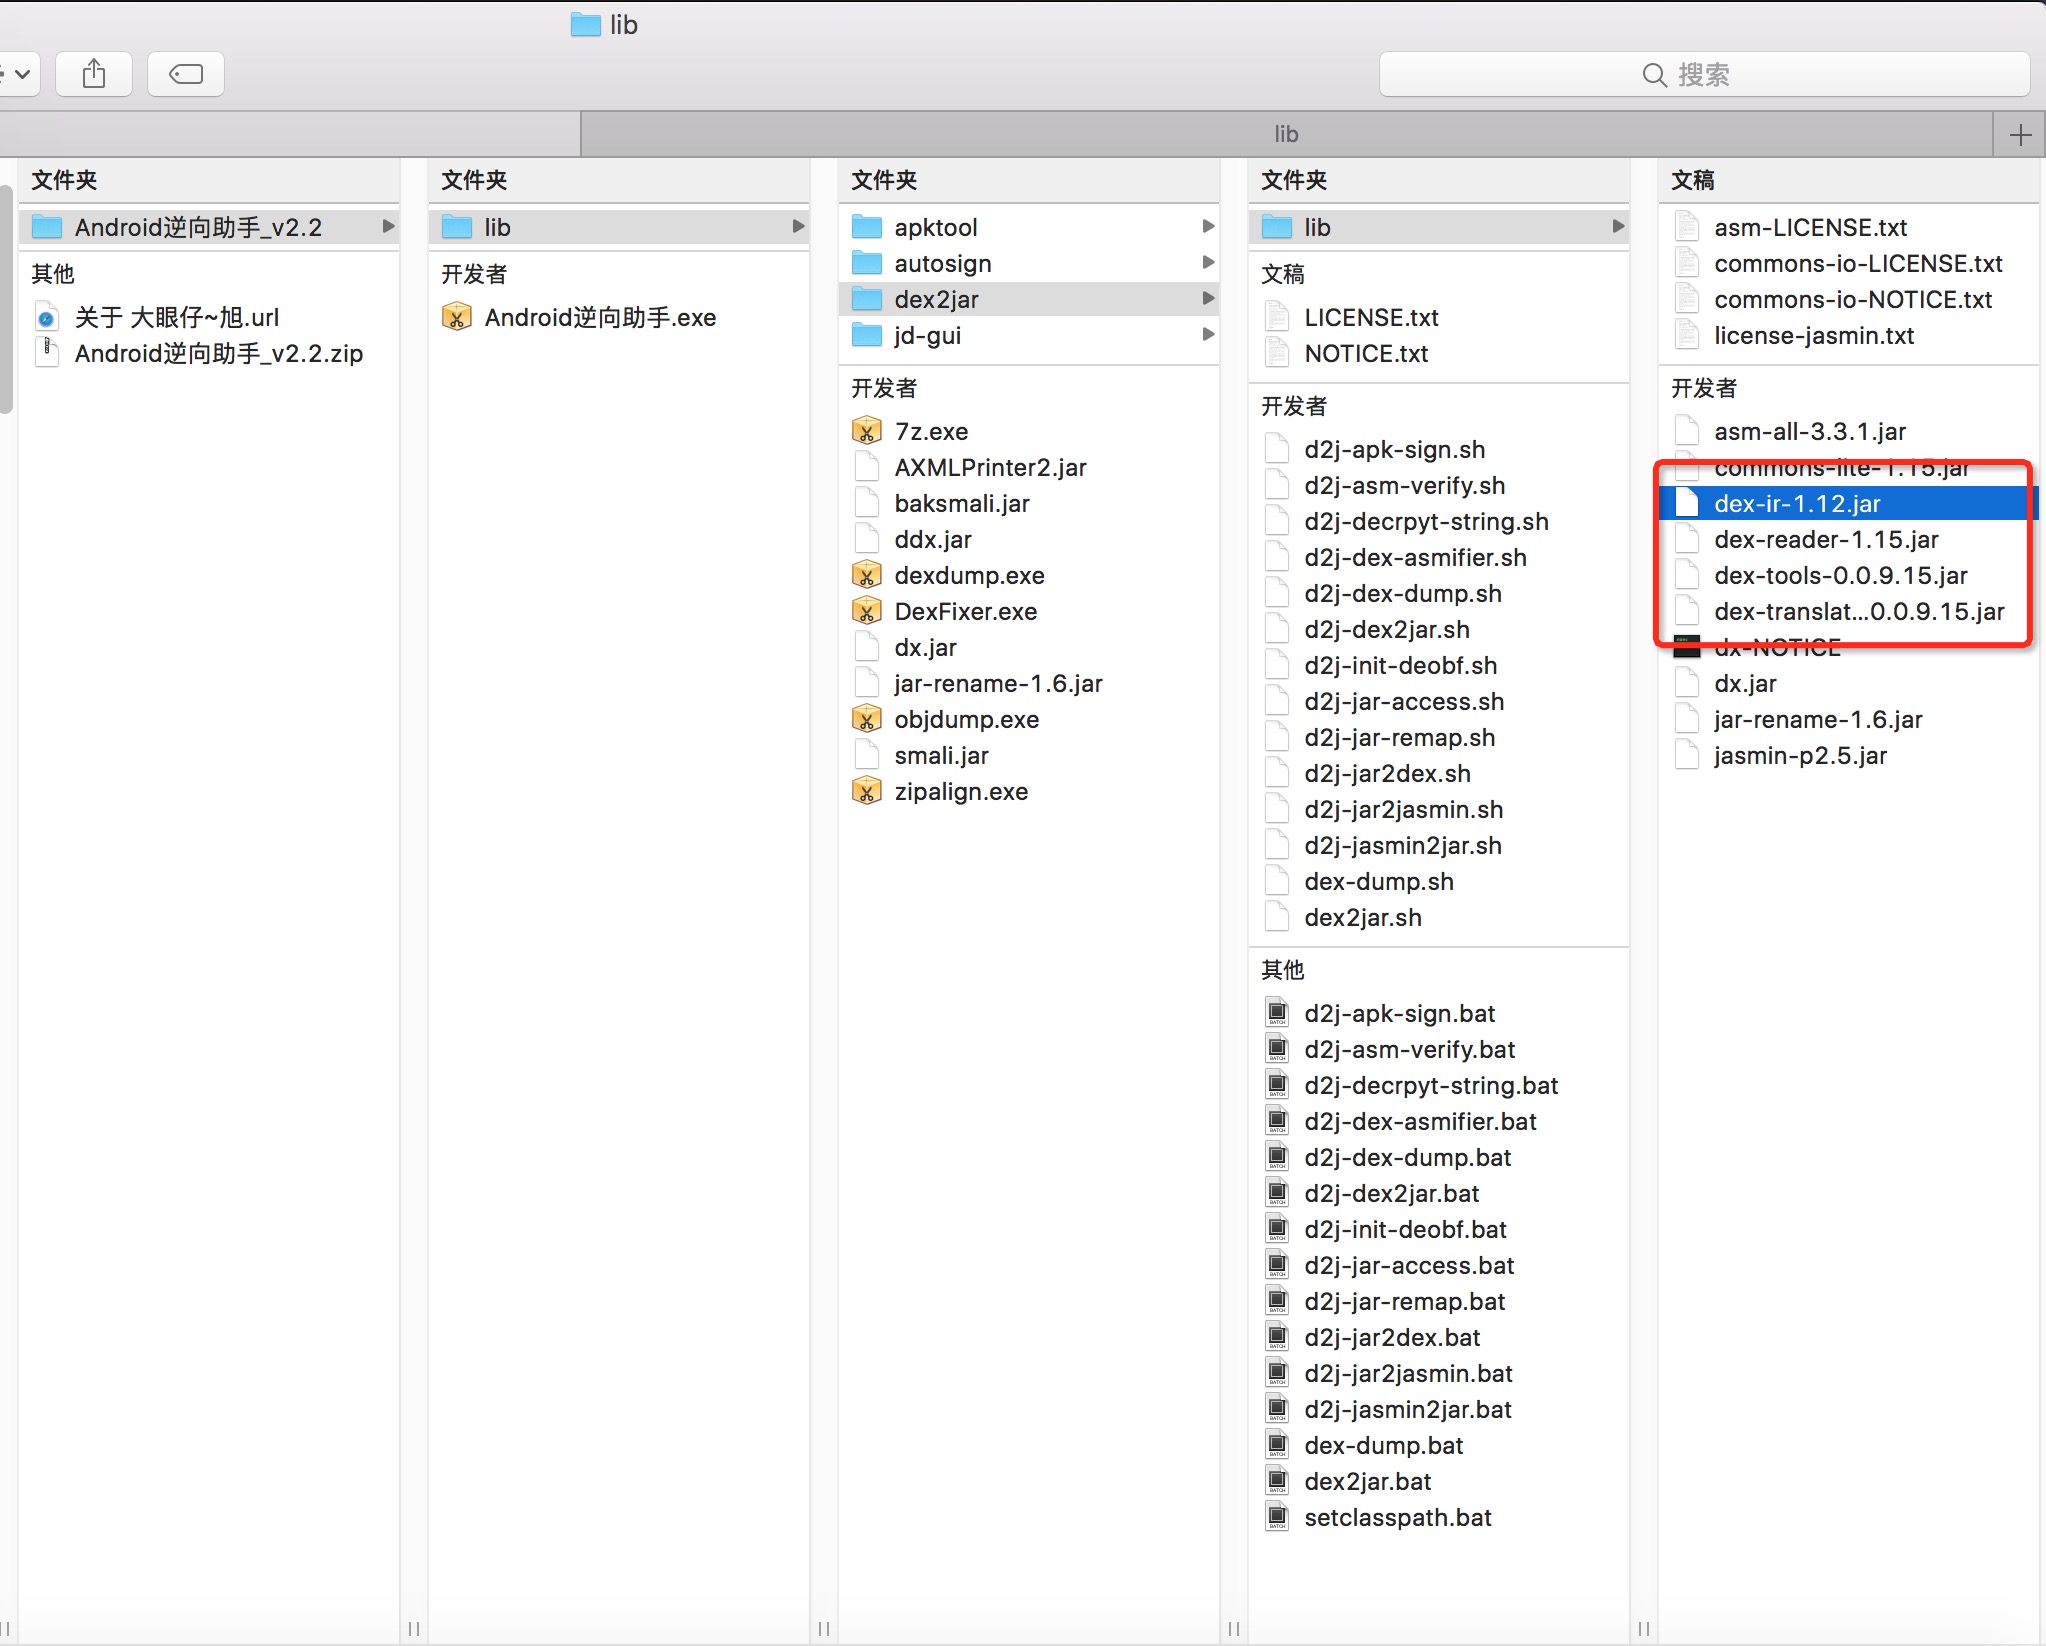 lib
搜索
lib
文件夹
Android逆向助手_v2.2
其他
关于 大眼仔~旭.url
Android逆向助手_v2.2.zip
文件夹
lib
开发者
Android逆向助手.exe
文件夹
apktool
autosign
dex2jar
jd-gui
开发者
7z.exe
AXMLPrinter2.jar
baksmali.jar
ddx.jar
dexdump.exe
DexFixer.exe
dx.jar
jar-rename-1.6.jar
objdump.exe
smali.jar
zipalign.exe
文件夹
lib
文稿
LICENSE.txt
NOTICE.txt
开发者
d2j-apk-sign.sh
d2j-asm-verify.sh
d2j-decrpyt-string.sh
d2j-dex-asmifier.sh
d2j-dex-dump.sh
d2j-dex2jar.sh
d2j-init-deobf.sh
d2j-jar-access.sh
d2j-jar-remap.sh
d2j-jar2dex.sh
d2j-jar2jasmin.sh
d2j-jasmin2jar.sh
dex-dump.sh
dex2jar.sh
其他
d2j-apk-sign.bat
d2j-asm-verify.bat
d2j-decrpyt-string.bat
d2j-dex-asmifier.bat
d2j-dex-dump.bat
d2j-dex2jar.bat
d2j-init-deobf.bat
d2j-jar-access.bat
d2j-jar-remap.bat
d2j-jar2dex.bat
d2j-jar2jasmin.bat
d2j-jasmin2jar.bat
dex-dump.bat
dex2jar.bat
setclasspath.bat
文稿
asm-LICENSE.txt
commons-io-LICENSE.txt
commons-io-NOTICE.txt
license-jasmin.txt
开发者
asm-all-3.3.1.jar
commons-lite-1.15.jar
dex-ir-1.12.jar
dex-reader-1.15.jar
dex-tools-0.0.9.15.jar
dex-translat...0.0.9.15.jar
dx-NOTICE
dx.jar
jar-rename-1.6.jar
jasmin-p2.5.jar